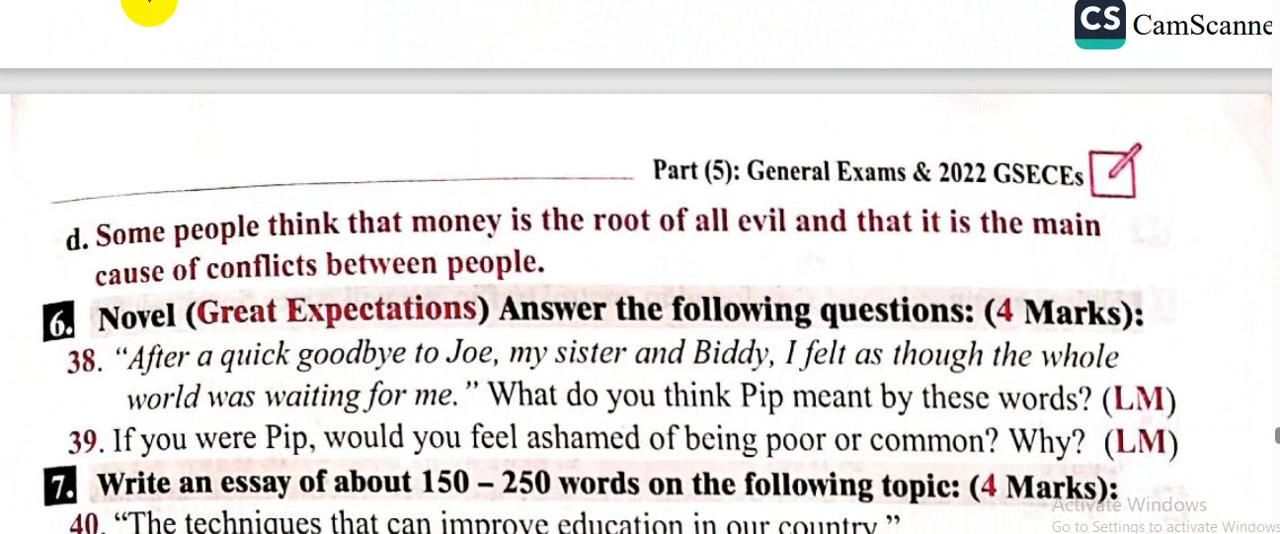 CS CamScanne
Part (5): General Exams & 2022 GSECEs
d. Some people think that money is the root of all evil and that it is the main
cause of conflicts between people.
6. Novel (Great Expectations) Answer the following questions: (4 Marks):
38. “After a quick goodbye to Joe, my sister and Biddy, I felt as though the whole
world was waiting for me.” What do you think Pip meant by these words? (LM)
39. If you were Pip, would you feel ashamed of being poor or common? Why? (LM)
7. Write an essay of about 150 – 250 words on the following topic: (4 Marks):
40. “The techniques that can improve education in our country.”
Activate Windows
Go to Settings to activate Windows